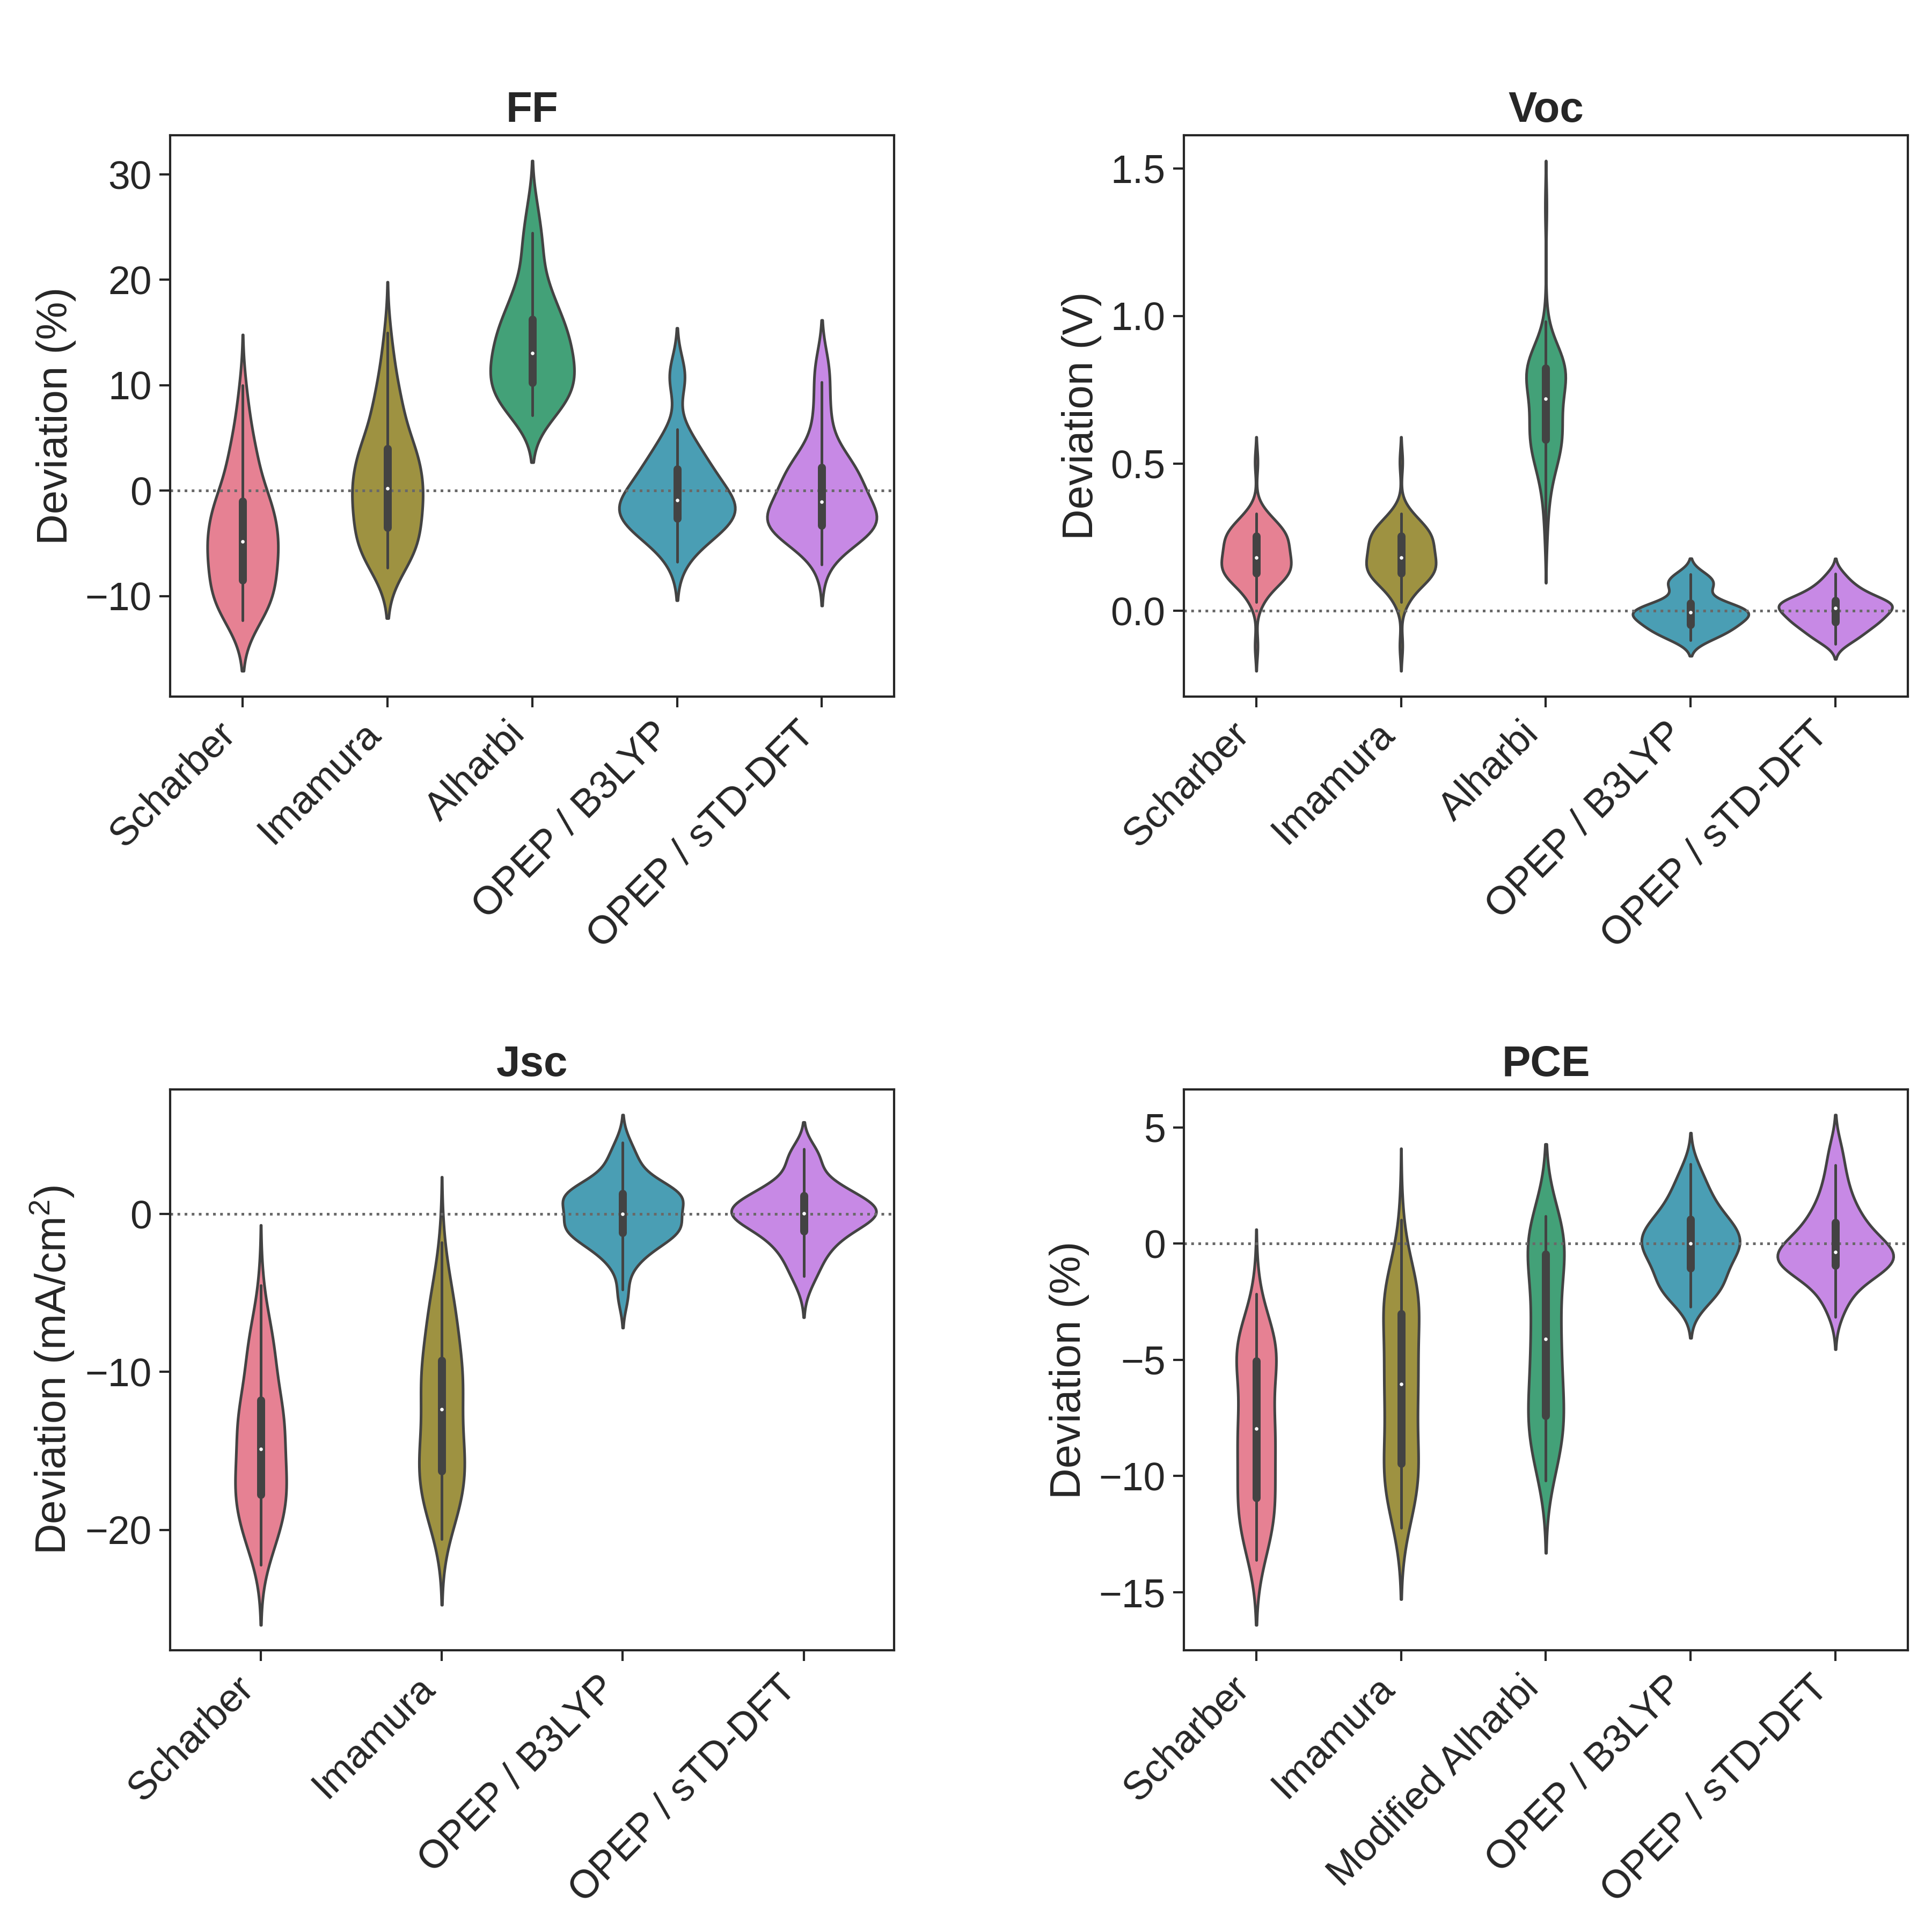 FF
Deviation (%)
30
20
10
0
−10
Scharber
Imamura
Alharbi
OPEP / B3LYP
OPEP / sTD-DFT
Voc
Deviation (V)
1.5
1.0
0.5
0.0
Scharber
Imamura
Alharbi
OPEP / B3LYP
OPEP / sTD-DFT
Jsc
Deviation (mA/cm²)
0
−10
−20
Scharber
Imamura
OPEP / B3LYP
OPEP / sTD-DFT
PCE
Deviation (%)
5
0
−5
−10
−15
Scharber
Imamura
Modified Alharbi
OPEP / B3LYP
OPEP / sTD-DFT